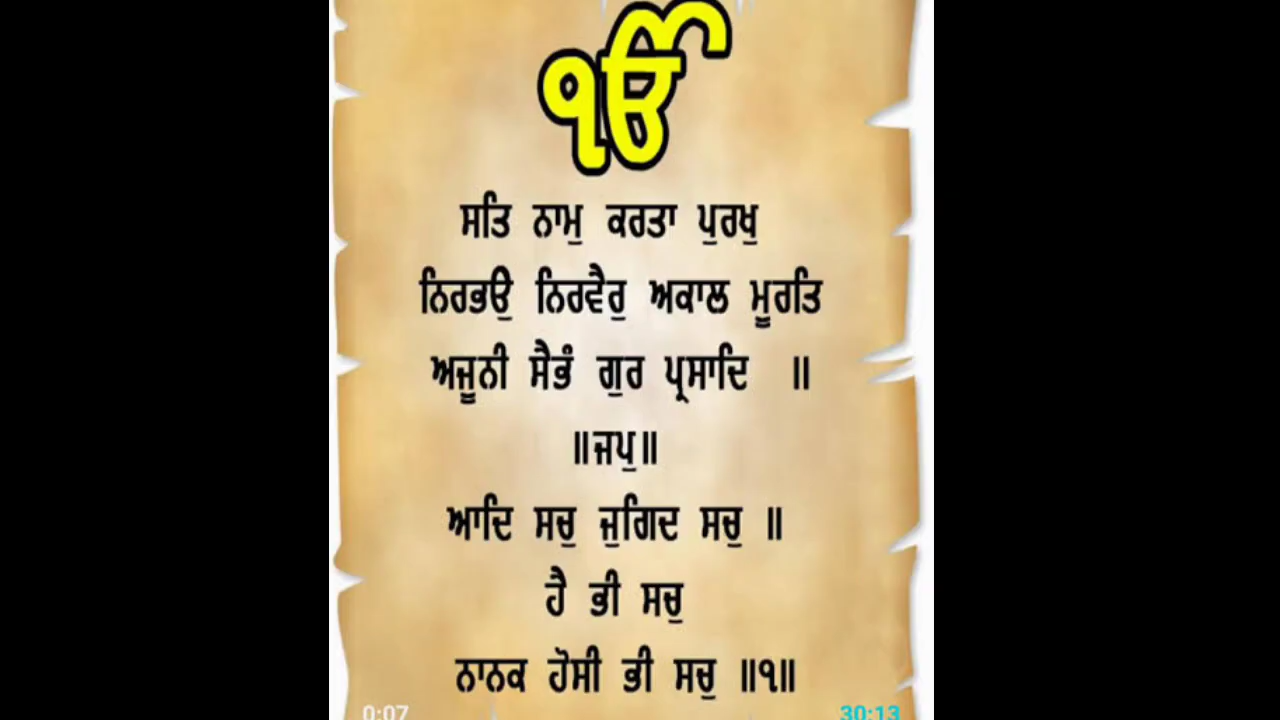 ੴ
ਸਤਿ ਨਾਮੁ ਕਰਤਾ ਪੁਰਖੁ
ਨਿਰਭਉ ਨਿਰਵੈਰੁ ਅਕਾਲ ਮੂਰਤਿ
ਅਜੂਨੀ ਸੈਭੰ ਗੁਰ ਪ੍ਰਸਾਦਿ ॥
॥ਜਪੁ॥
ਆਦਿ ਸਚੁ ਜੁਗਿਦ ਸਚੁ ॥
ਹੈ ਭੀ ਸਚੁ
ਨਾਨਕ ਹੋਸੀ ਭੀ ਸਚੁ ॥੧॥
0:07 30:13